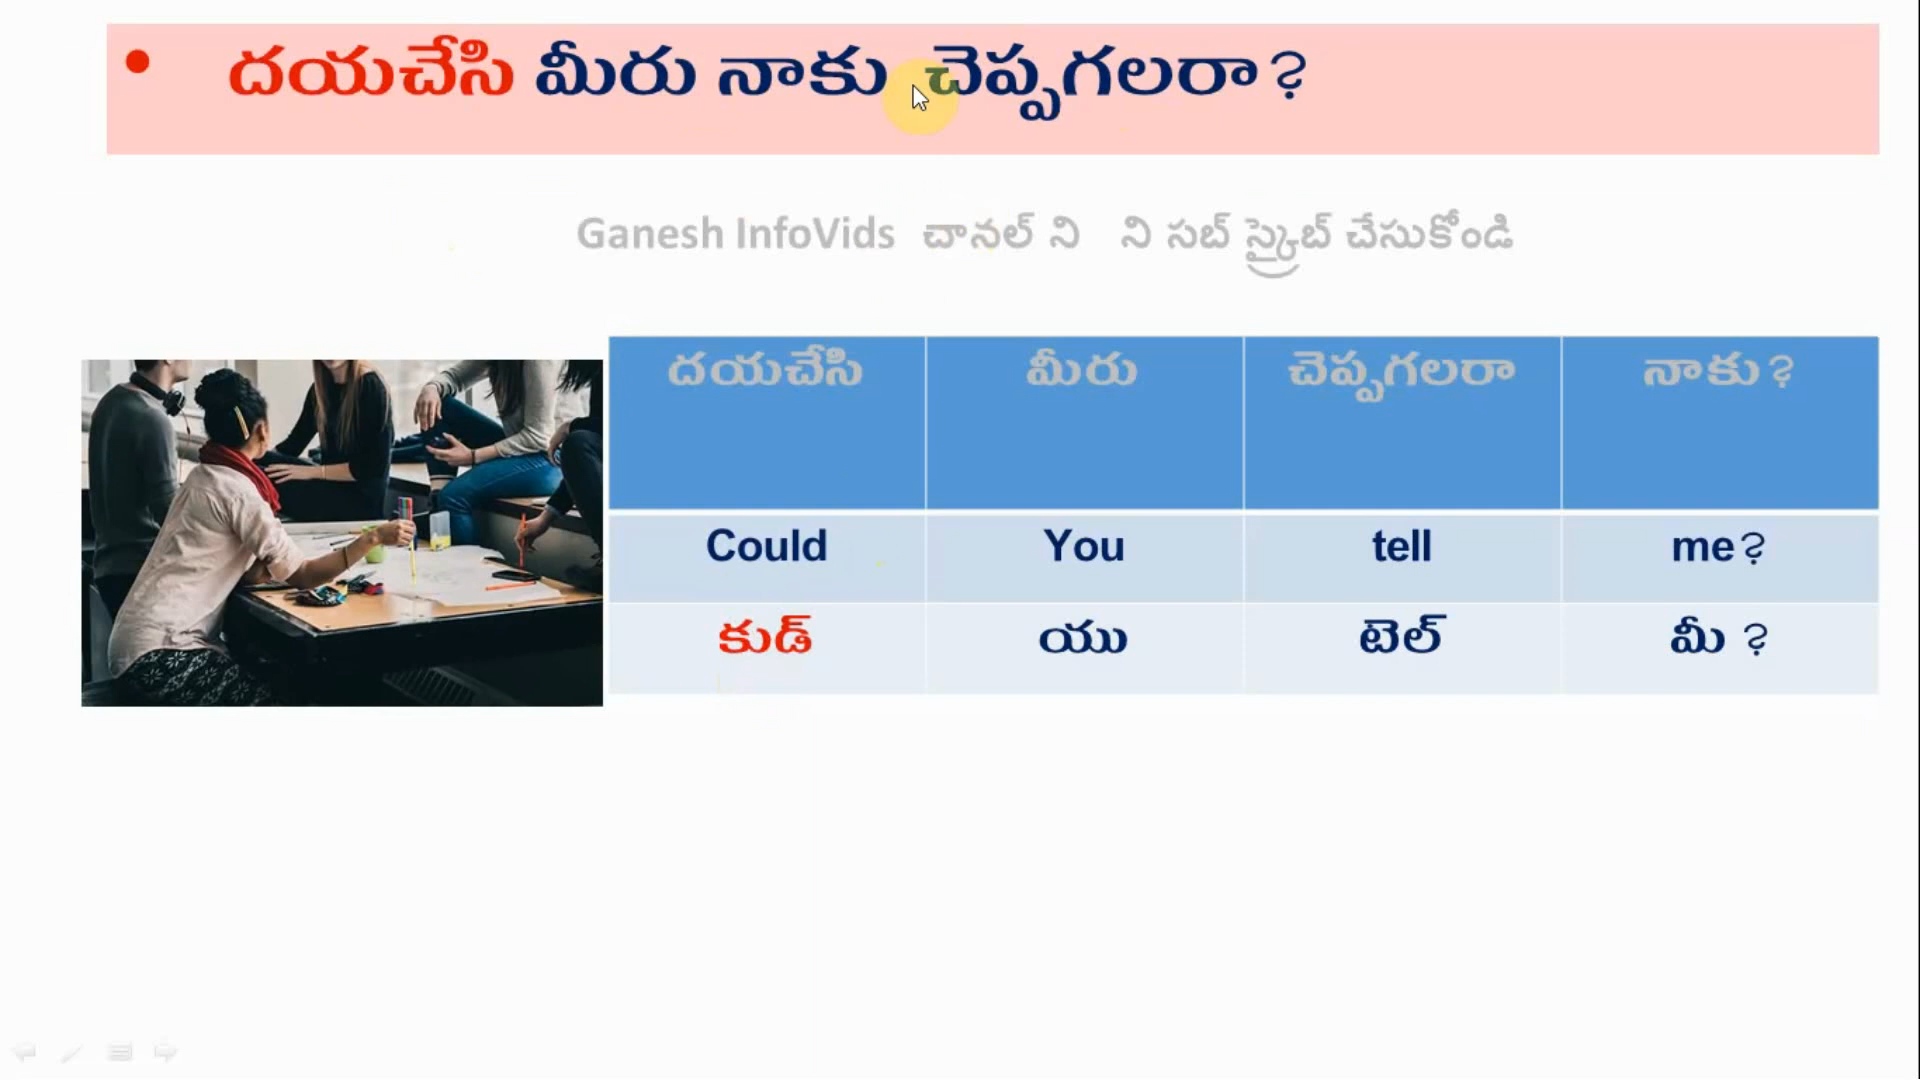 • దయచేసి మీరు నాకు చెప్పగలరా?
Ganesh InfoVids చానల్ ని ని సబ్ స్క్రైబ్ చేసుకోండి
దయచేసి మీరు చెప్పగలరా నాకు?
Could You tell me?
కుడ్ యు టెల్ మీ ?